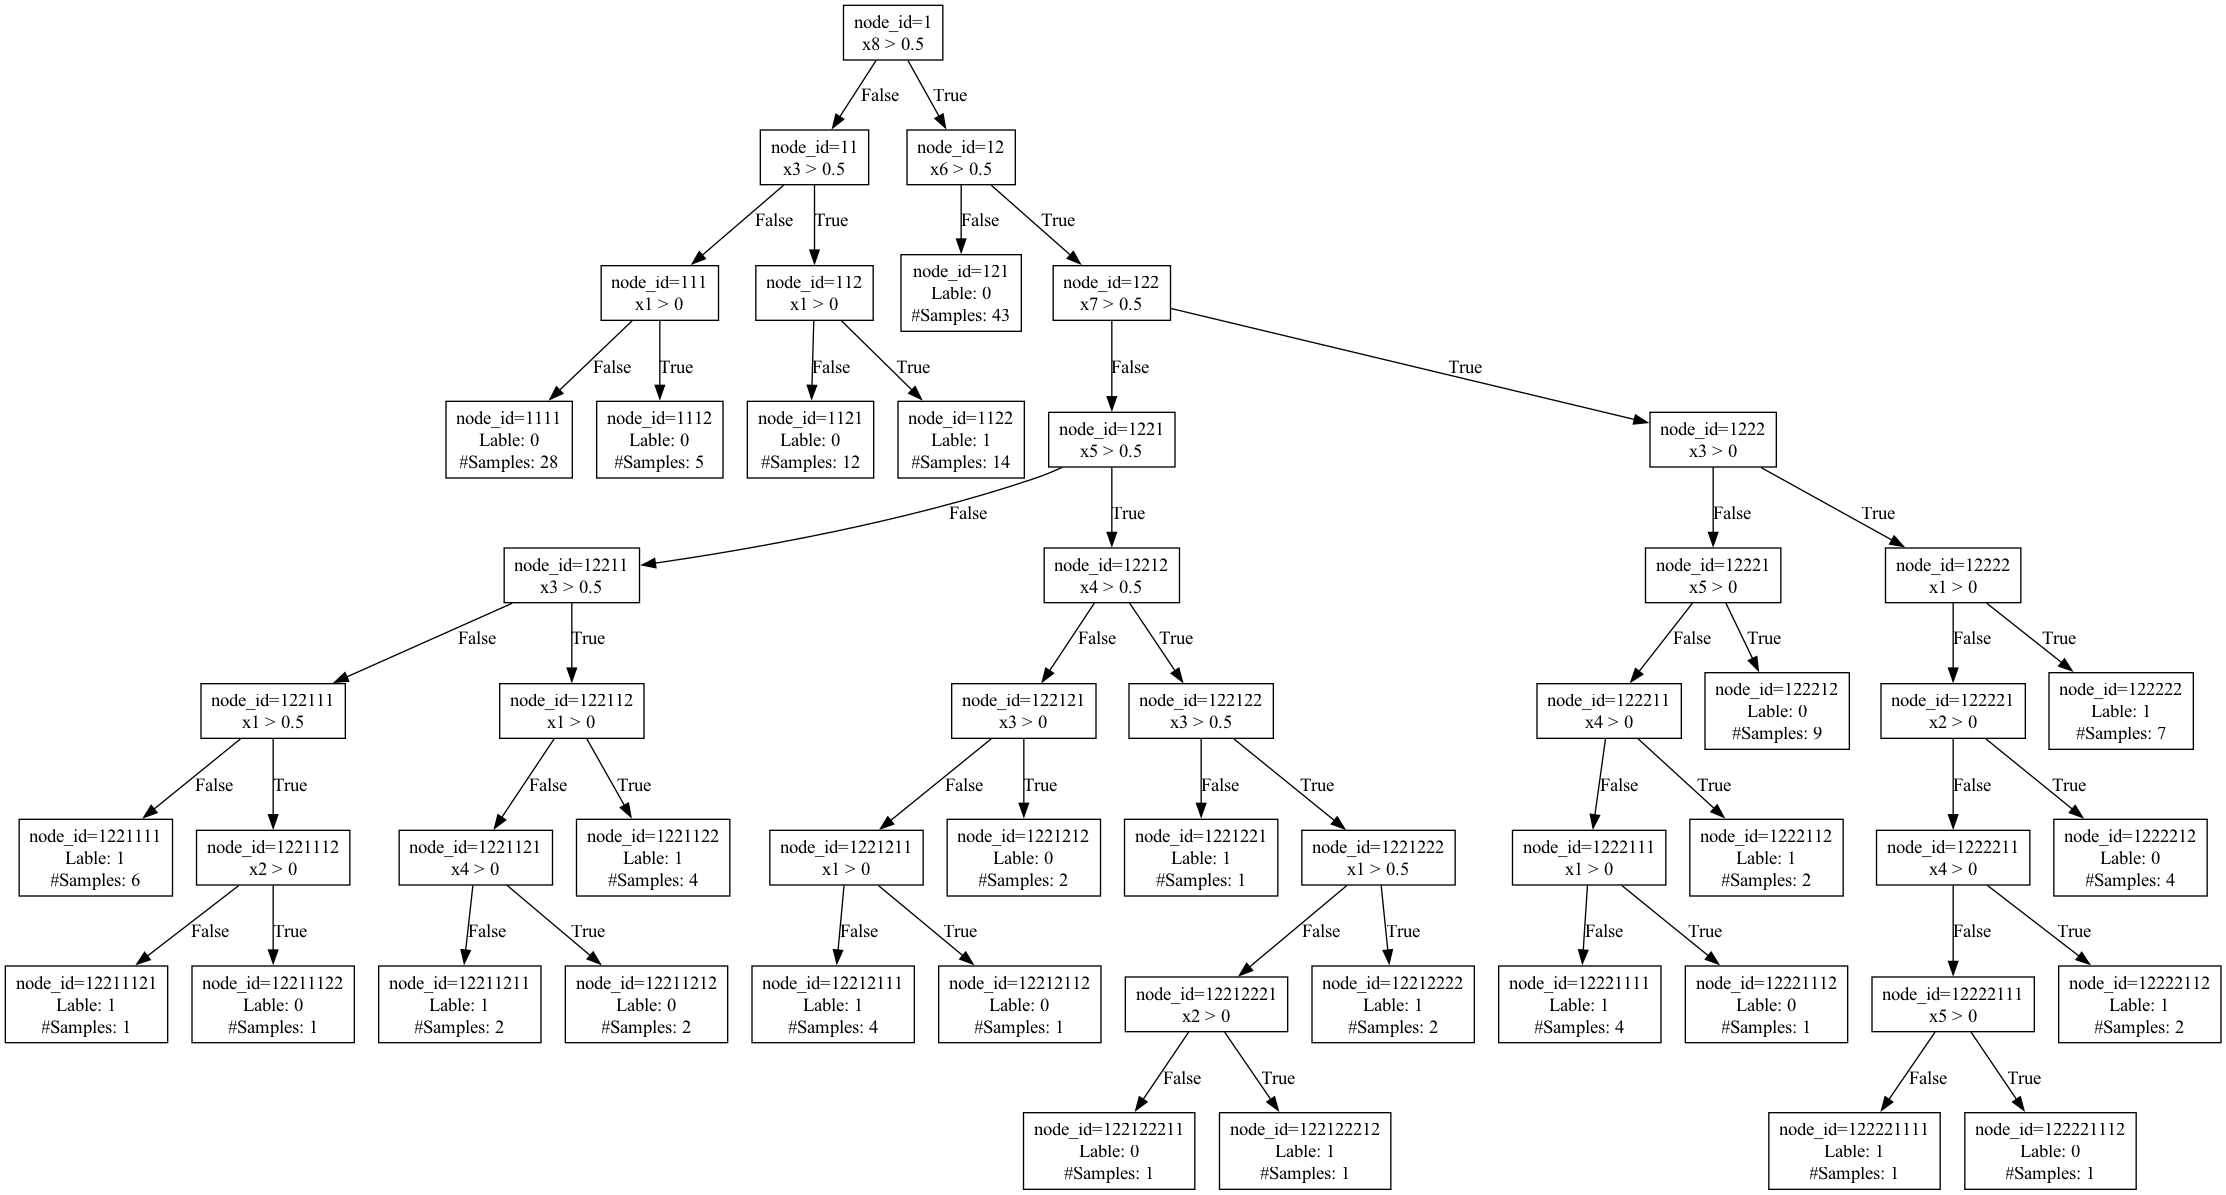 node_id=1
x8 > 0.5
False
True
node_id=11
x3 > 0.5
node_id=12
x6 > 0.5
False
True
False
True
node_id=111
x1 > 0
node_id=112
x1 > 0
node_id=121
Lable: 0
#Samples: 43
node_id=122
x7 > 0.5
False
True
False
True
False
True
node_id=1111
Lable: 0
#Samples: 28
node_id=1112
Lable: 0
#Samples: 5
node_id=1121
Lable: 0
#Samples: 12
node_id=1122
Lable: 1
#Samples: 14
node_id=1221
x5 > 0.5
node_id=1222
x3 > 0
False
True
False
True
node_id=12211
x3 > 0.5
node_id=12212
x4 > 0.5
node_id=12221
x5 > 0
node_id=12222
x1 > 0
False
True
False
True
False
True
False
True
node_id=122111
x1 > 0.5
node_id=122112
x1 > 0
node_id=122121
x3 > 0
node_id=122122
x3 > 0.5
node_id=122211
x4 > 0
node_id=122212
Lable: 0
#Samples: 9
node_id=122221
x2 > 0
node_id=122222
Lable: 1
#Samples: 7
False
True
False
True
False
True
False
True
False
True
False
True
node_id=1221111
Lable: 1
#Samples: 6
node_id=1221112
x2 > 0
node_id=1221121
x4 > 0
node_id=1221122
Lable: 1
#Samples: 4
node_id=1221211
x1 > 0
node_id=1221212
Lable: 0
#Samples: 2
node_id=1221221
Lable: 1
#Samples: 1
node_id=1221222
x1 > 0.5
node_id=1222111
x1 > 0
node_id=1222112
Lable: 1
#Samples: 2
node_id=1222211
x4 > 0
node_id=1222212
Lable: 0
#Samples: 4
False
True
False
True
False
True
False
True
False
True
False
True
node_id=12211121
Lable: 1
#Samples: 1
node_id=12211122
Lable: 0
#Samples: 1
node_id=12211211
Lable: 1
#Samples: 2
node_id=12211212
Lable: 0
#Samples: 2
node_id=12212111
Lable: 1
#Samples: 4
node_id=12212112
Lable: 0
#Samples: 1
node_id=12212221
x2 > 0
node_id=12212222
Lable: 1
#Samples: 2
node_id=12221111
Lable: 1
#Samples: 4
node_id=12221112
Lable: 0
#Samples: 1
node_id=12222111
x5 > 0
node_id=12222112
Lable: 1
#Samples: 2
False
True
False
True
node_id=122122211
Lable: 0
#Samples: 1
node_id=122122212
Lable: 1
#Samples: 1
node_id=122221111
Lable: 1
#Samples: 1
node_id=122221112
Lable: 0
#Samples: 1